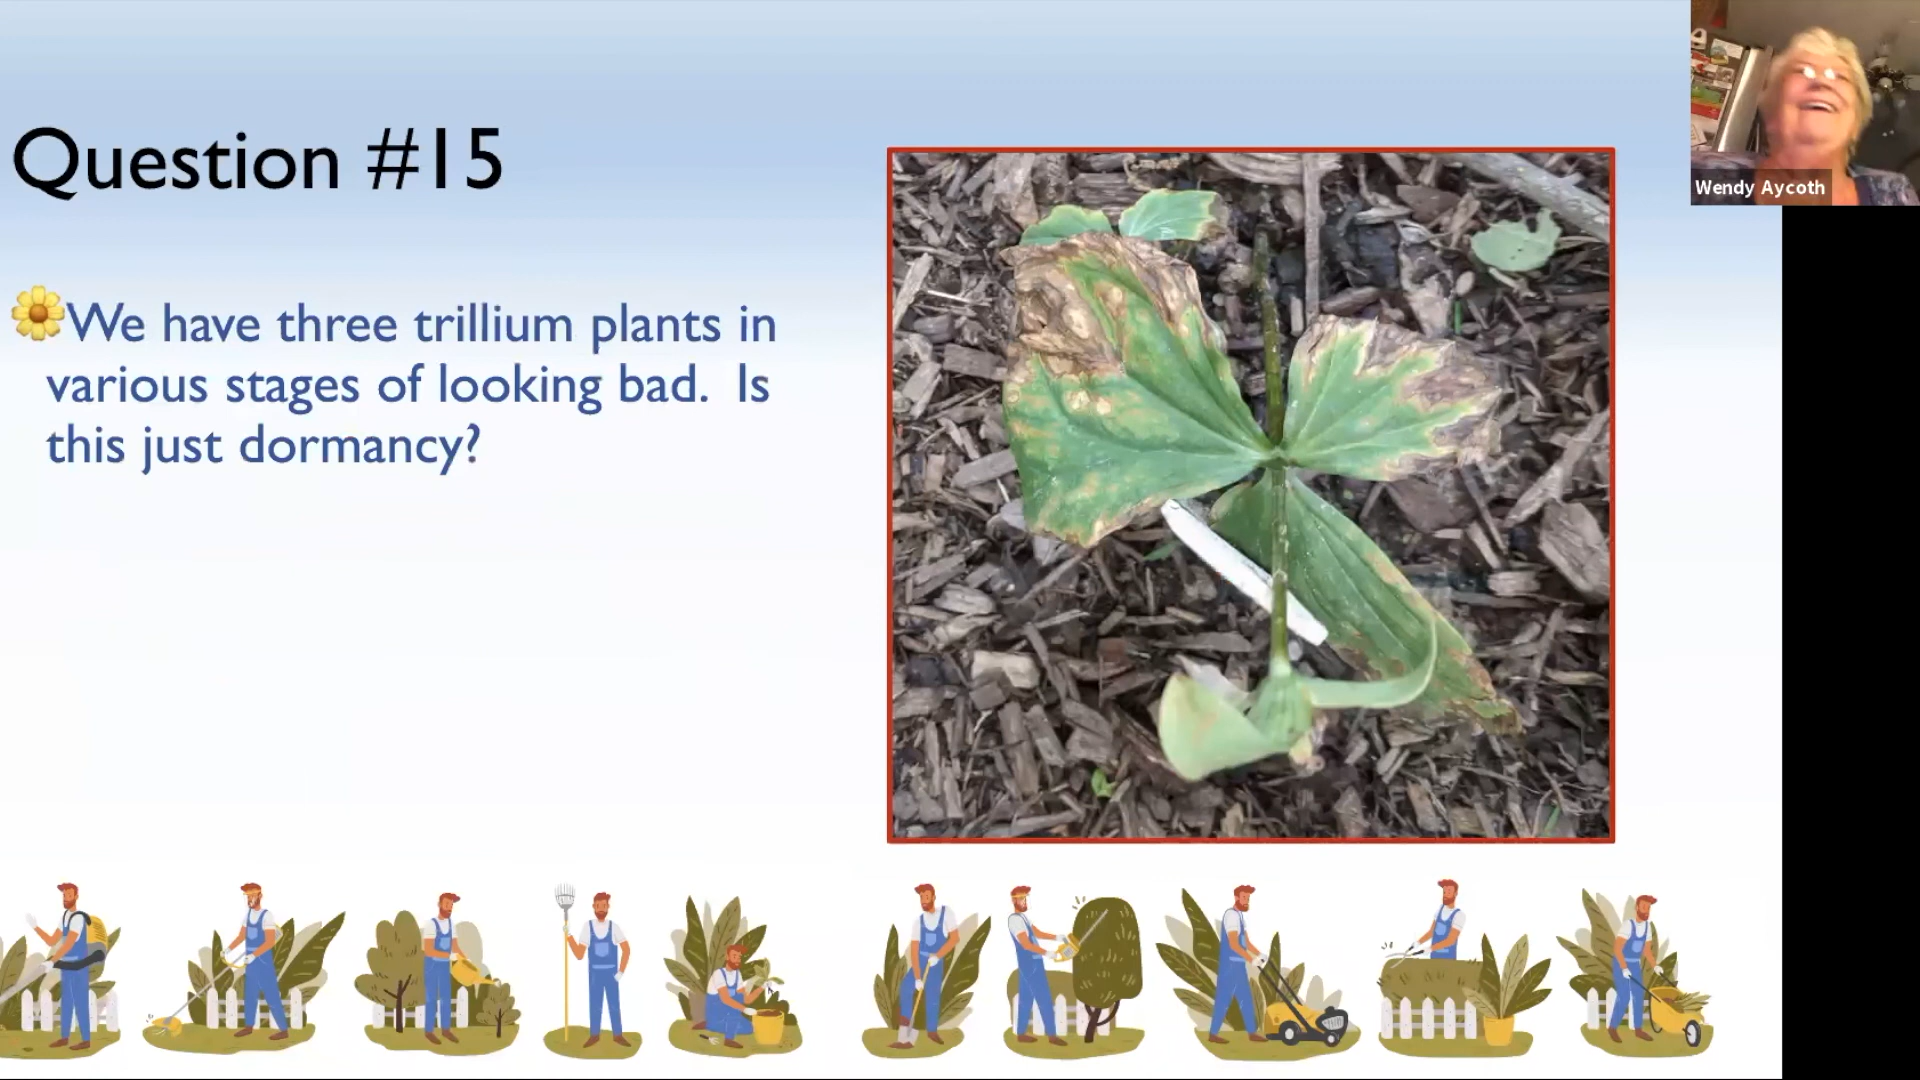 Question #15
We have three trillium plants in
various stages of looking bad.  Is
this just dormancy?
Wendy Aycoth